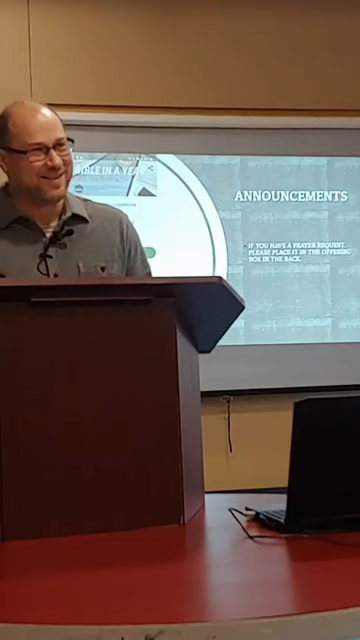 BIBLE IN A YEAR
ANNOUNCEMENTS
IF YOU HAVE A PRAYER REQUEST,
PLEASE PLACE IT IN THE OFFERING
BOX IN THE BACK.